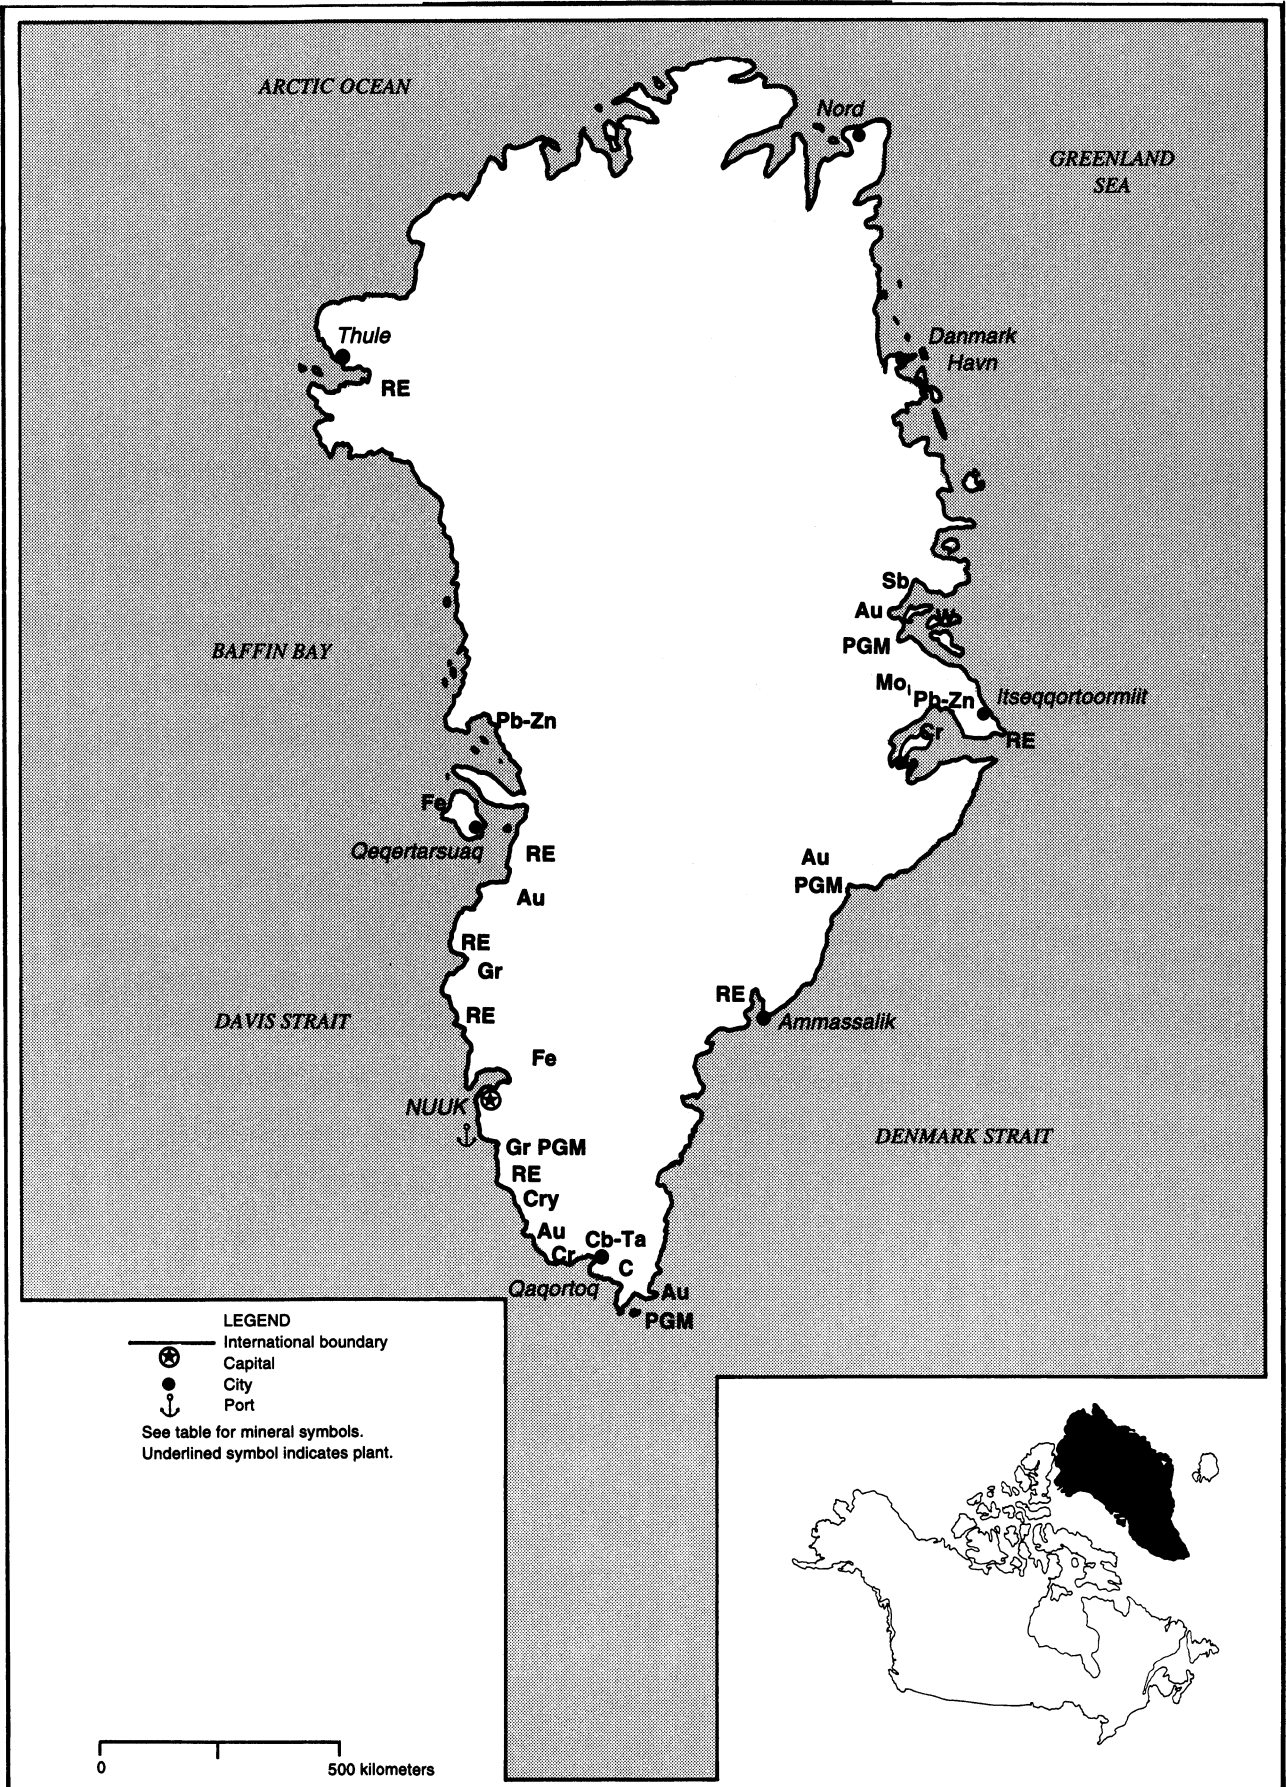 ARCTIC OCEAN
Nord
GREENLAND
SEA
Thule
RE
Danmark
Havn
Sb
Au
W
PGM
BAFFIN BAY
Mo
Pb-Zn
Itseqqortoormiit
Pb-Zn
Cr
RE
Fe
Qeqertarsuaq
RE
Au
PGM
Au
RE
Gr
RE
RE
DAVIS STRAIT
Ammassalik
Fe
NUUK
DENMARK STRAIT
Gr PGM
RE
Cry
Au
Cb-Ta
Cr
C
Qaqortoq
Au
PGM
LEGEND
International boundary
Capital
City
Port
See table for mineral symbols.
Underlined symbol indicates plant.
0
500 kilometers